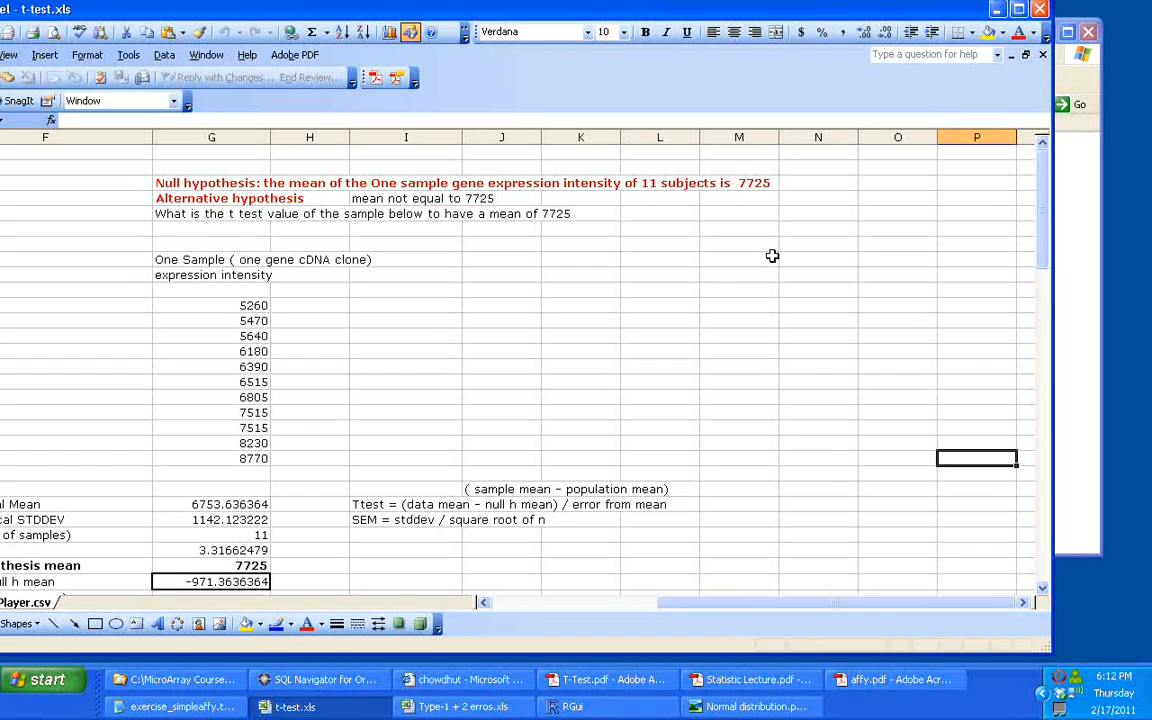 el - t-test.xls
Verdana 10 B I U $ % ,
iew Insert Format Tools Data Window Help Adobe PDF Type a question for help
Reply with Changes... End Review...
SnagIt Window
Go
fx
F G H I J K L M N O P
Null hypothesis: the mean of the One sample gene expression intensity of 11 subjects is 7725
Alternative hypothesis mean not equal to 7725
What is the t test value of the sample below to have a mean of 7725
One Sample ( one gene cDNA clone)
expression intensity
5260
5470
5640
6180
6390
6515
6805
7515
7515
8230
8770
( sample mean - population mean)
al Mean 6753.636364 Ttest = (data mean - null h mean) / error from mean
cal STDDEV 1142.123222 SEM = stddev / square root of n
of samples) 11
3.31662479
thesis mean 7725
ull h mean -971.3636364
Player.csv
Shapes
start C:\MicroArray Course... SQL Navigator for Or... chowdhut - Microsoft ... T-Test.pdf - Adobe A... Statistic Lecture.pdf -... affy.pdf - Adobe Acr... 6:12 PM
Thursday
exercise_simpleaffy.t... t-test.xls Type-1 + 2 erros.xls RGui Normal distribution.p... 2/17/2011